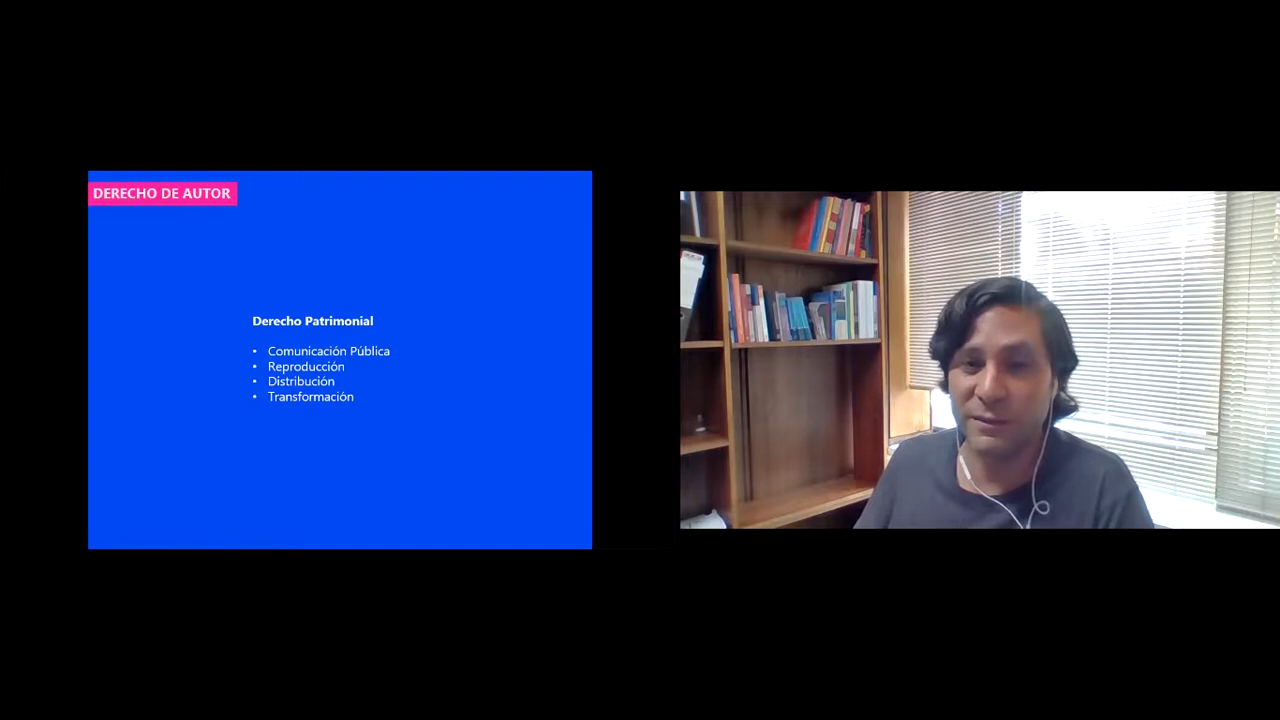 DERECHO DE AUTOR
Derecho Patrimonial
• Comunicación Pública
• Reproducción
• Distribución
• Transformación